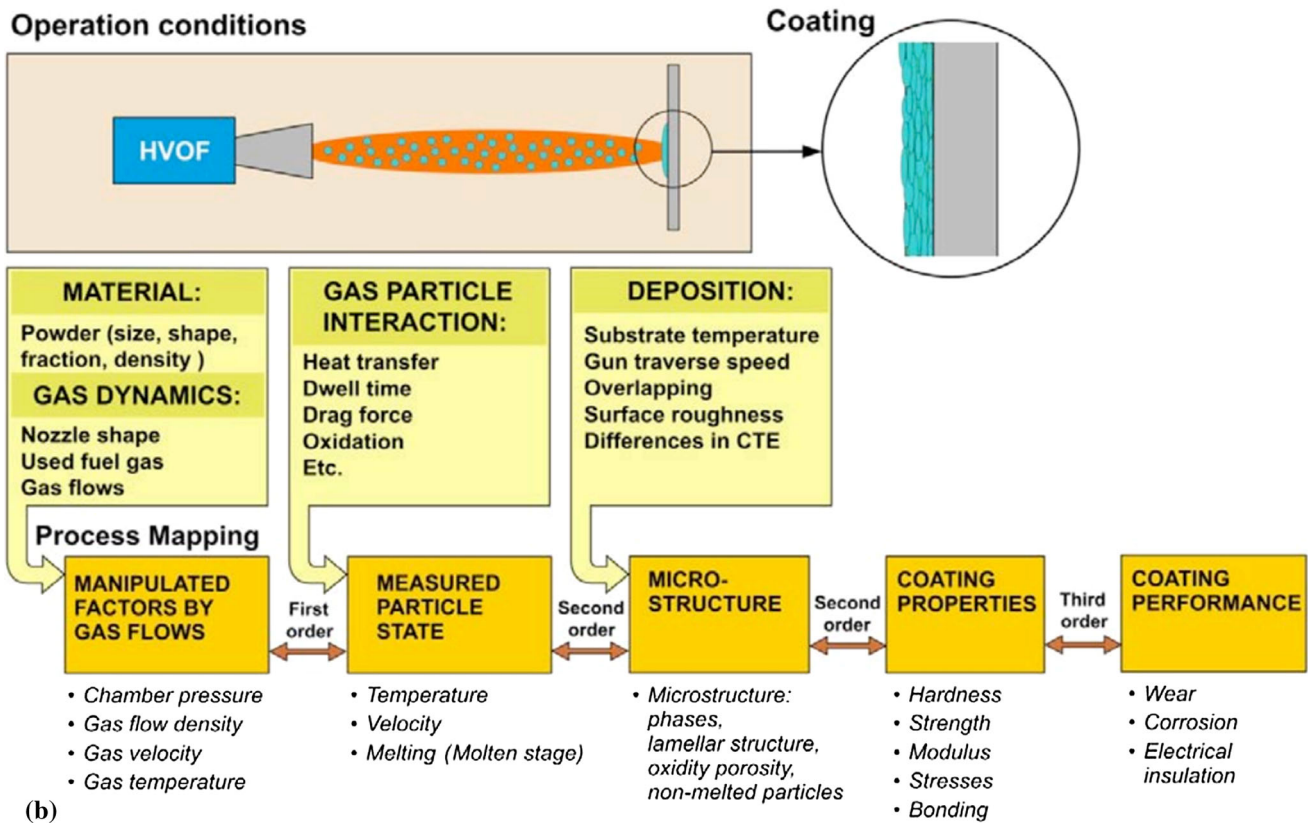 Operation conditions
Coating
HVOF
MATERIAL:
Powder (size, shape,
fraction, density )
GAS DYNAMICS:
Nozzle shape
Used fuel gas
Gas flows
GAS PARTICLE
INTERACTION:
Heat transfer
Dwell time
Drag force
Oxidation
Etc.
DEPOSITION:
Substrate temperature
Gun traverse speed
Overlapping
Surface roughness
Differences in CTE
Process Mapping
MANIPULATED
FACTORS BY
GAS FLOWS
First
order
MEASURED
PARTICLE
STATE
Second
order
MICRO-
STRUCTURE
Second
order
COATING
PROPERTIES
Third
order
COATING
PERFORMANCE
• Chamber pressure
• Gas flow density
• Gas velocity
• Gas temperature
• Temperature
• Velocity
• Melting (Molten stage)
• Microstructure:
phases,
lamellar structure,
oxidity porosity,
non-melted particles
• Hardness
• Strength
• Modulus
• Stresses
• Bonding
• Wear
• Corrosion
• Electrical
insulation
(b)